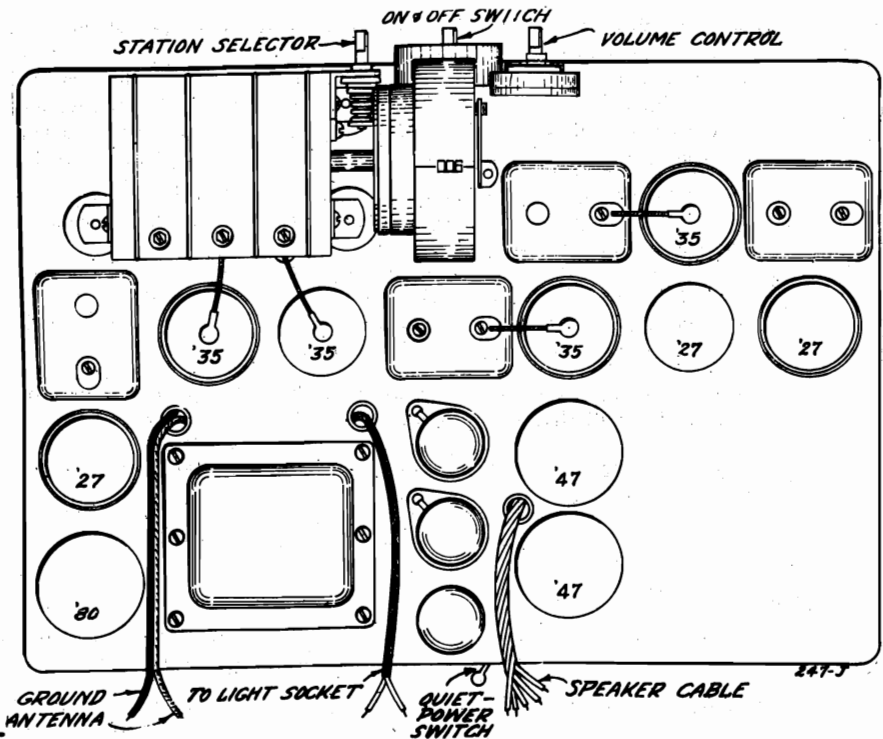 ON & OFF SWITCH
STATION SELECTOR
VOLUME CONTROL
'35
'35
'35
'35
'27
'27
'27
'47
'80
'47
247-J
GROUND
ANTENNA
TO LIGHT SOCKET
QUIET-
POWER
SWITCH
SPEAKER CABLE